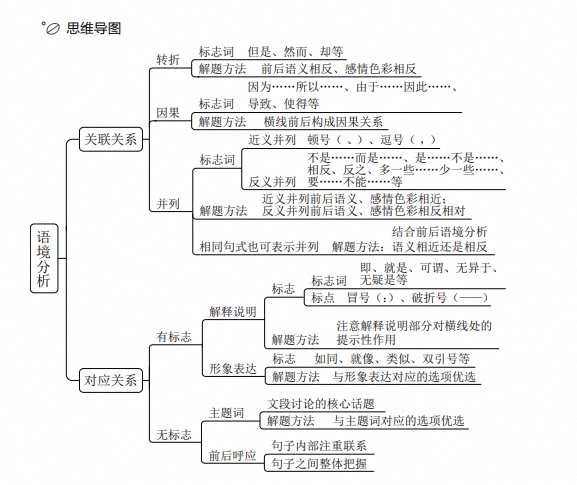 思维导图
转折
标志词 但是、然而、却等
解题方法 前后语义相反、感情色彩相反
因果
因为……所以……、由于……因此……、
标志词 导致、使得等
解题方法 横线前后构成因果关系
关联关系
并列
标志词
近义并列 顿号（、）、逗号（，）
不是……而是……、是……不是……、
相反、反之、多一些……少一些……、
反义并列 要……不能……等
近义并列前后语义、感情色彩相近；
解题方法 反义并列前后语义、感情色彩相反相对
结合前后语境分析
相同句式也可表示并列 解题方法：语义相近还是相反
语境分析
对应关系
有标志
解释说明
标志
即、就是、可谓、无异于、
标志词 无疑是等
标点 冒号（：）、破折号（——）
注意解释说明部分对横线处的
解题方法 提示性作用
形象表达
标志 如同、就像、类似、双引号等
解题方法 与形象表达对应的选项优选
无标志
主题词
文段讨论的核心话题
解题方法 与主题词对应的选项优选
前后呼应
句子内部注重联系
句子之间整体把握